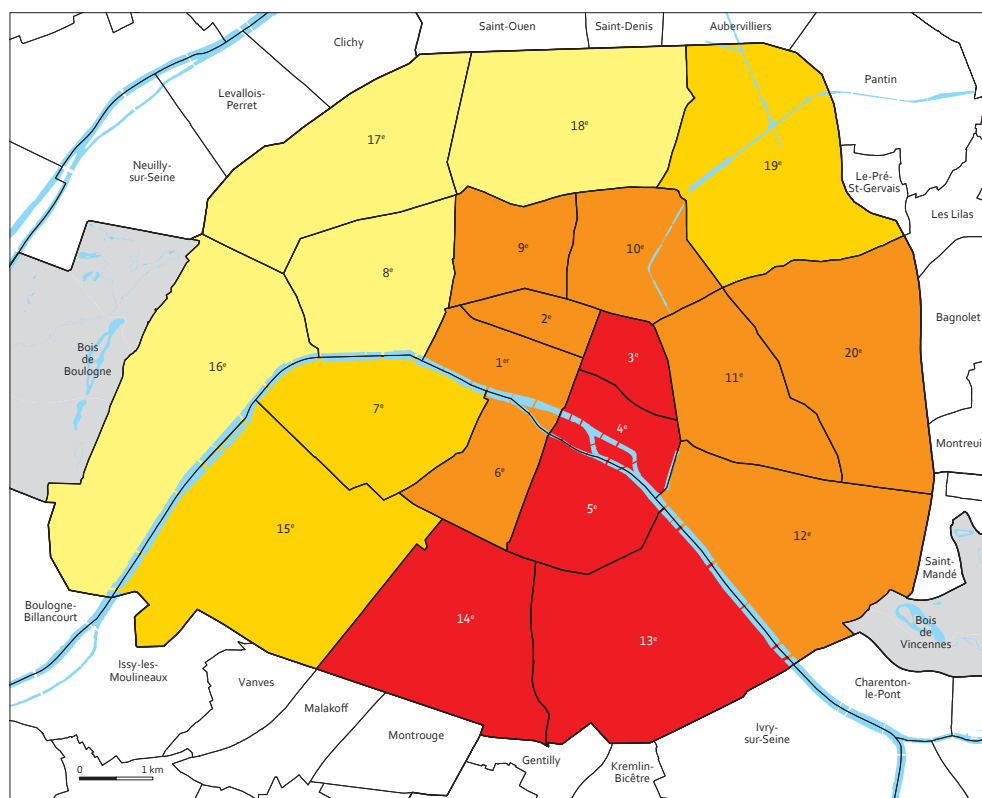 Saint-Ouen
Saint-Denis
Aubervilliers
Clichy
Pantin
Levallois-
Perret
Neuilly-
sur-Seine
17e
18e
19e
Le-Pré-
St-Gervais
Les Lilas
9e
10e
8e
2e
Bagnolet
Bois
de
Boulogne
16e
1er
3e
20e
11e
7e
4e
Montreuil
6e
5e
15e
12e
Saint-
Mandé
Boulogne-
Billancourt
14e
13e
Bois
de
Vincennes
Issy-les-
Moulineaux
Vanves
Charenton-
le-Pont
Malakoff
Montrouge
Ivry-
sur-Seine
Gentilly
Kremlin-
Bicêtre
0 1 km